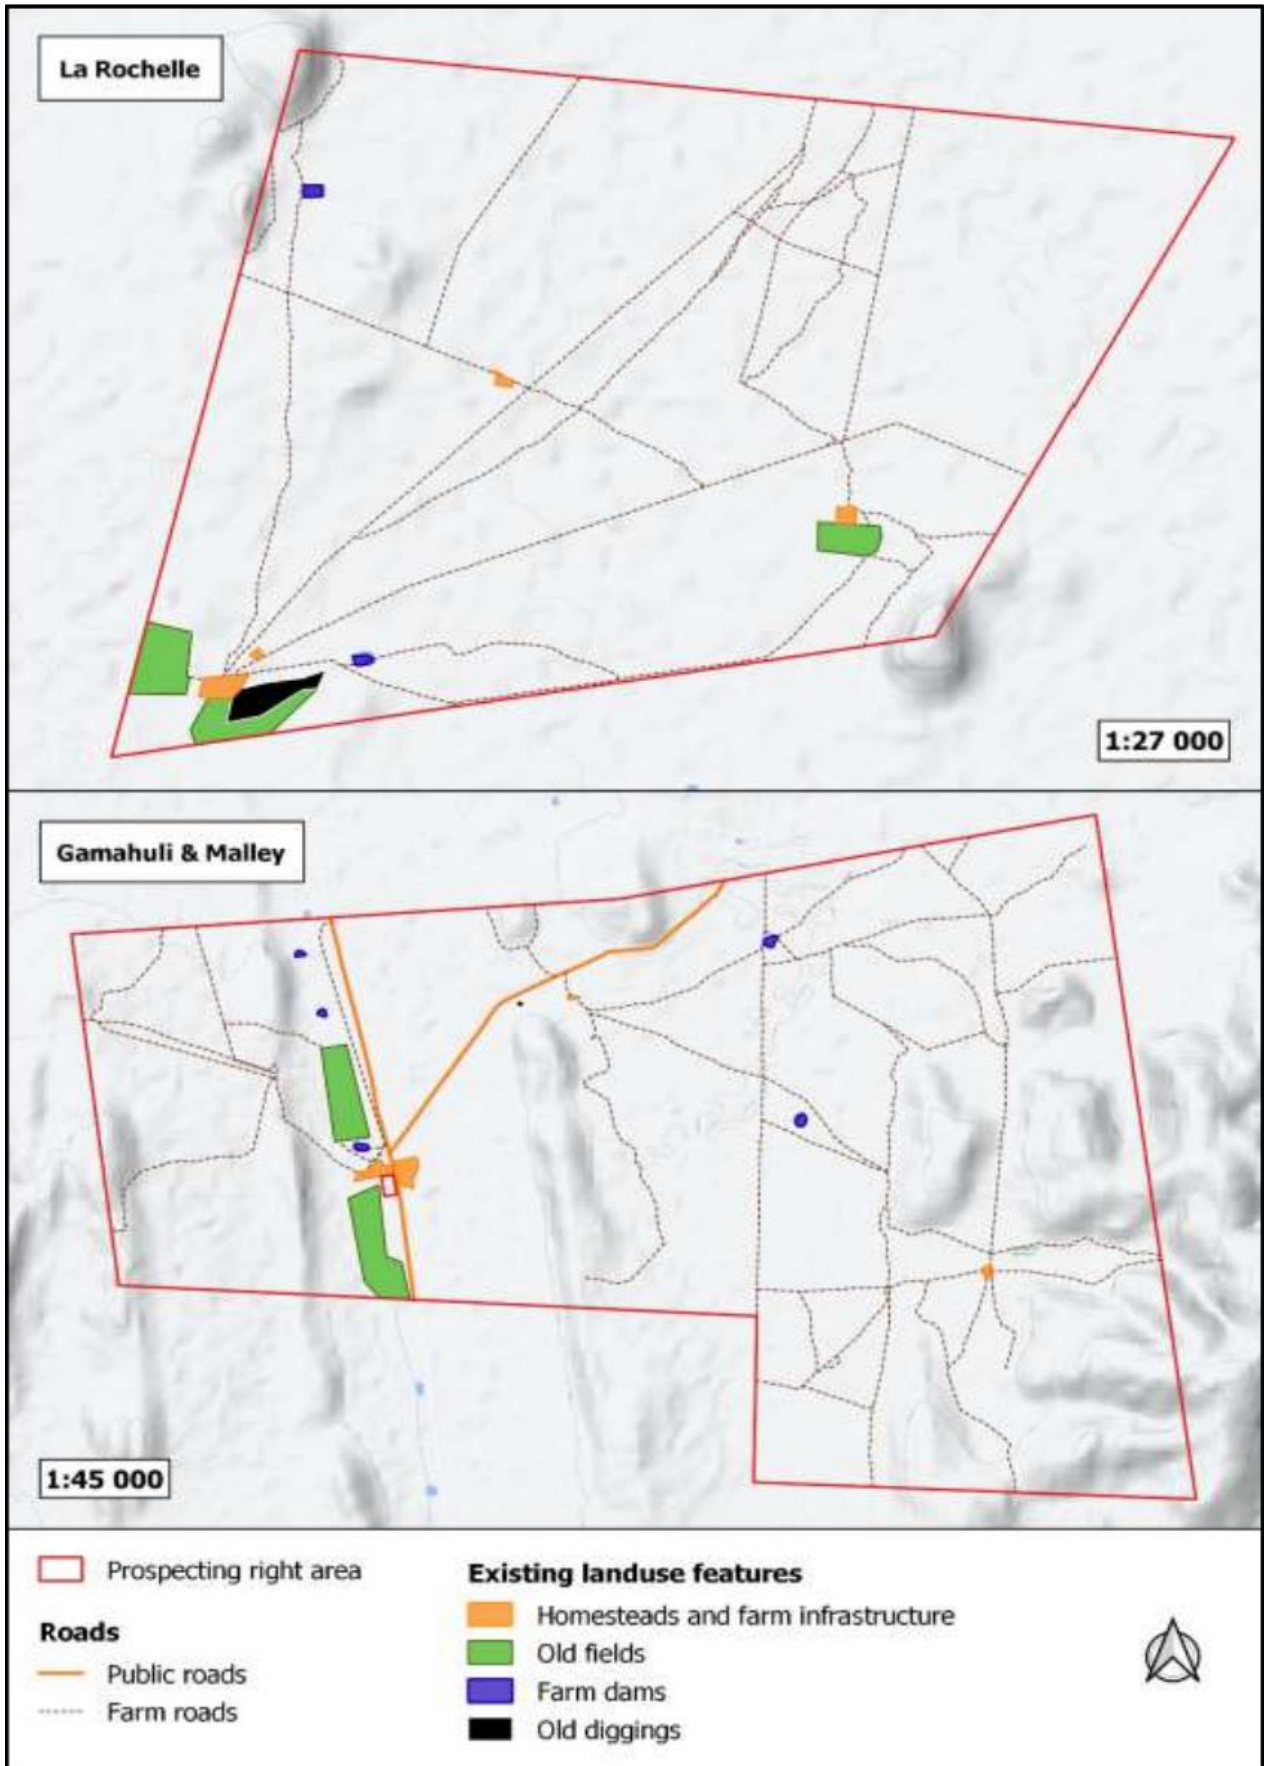 La Rochelle
1:27 000
Gamahuli & Malley
1:45 000
Prospecting right area
Roads
Public roads
Farm roads
Existing landuse features
Homesteads and farm infrastructure
Old fields
Farm dams
Old diggings